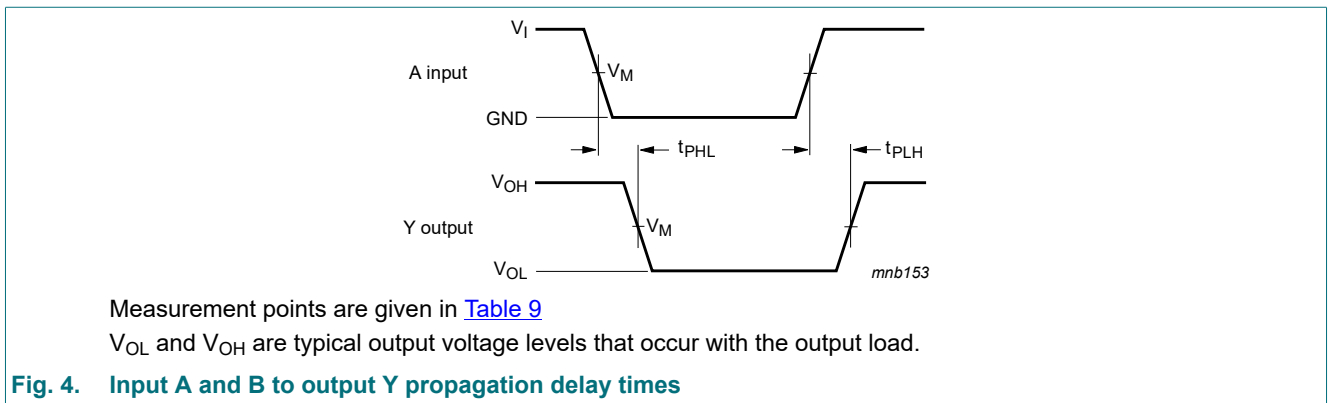 V_I
A input
V_M
GND
t_PHL
t_PLH
V_OH
Y output
V_M
V_OL
mnb153
Measurement points are given in Table 9
V_OL and V_OH are typical output voltage levels that occur with the output load.
Fig. 4. Input A and B to output Y propagation delay times